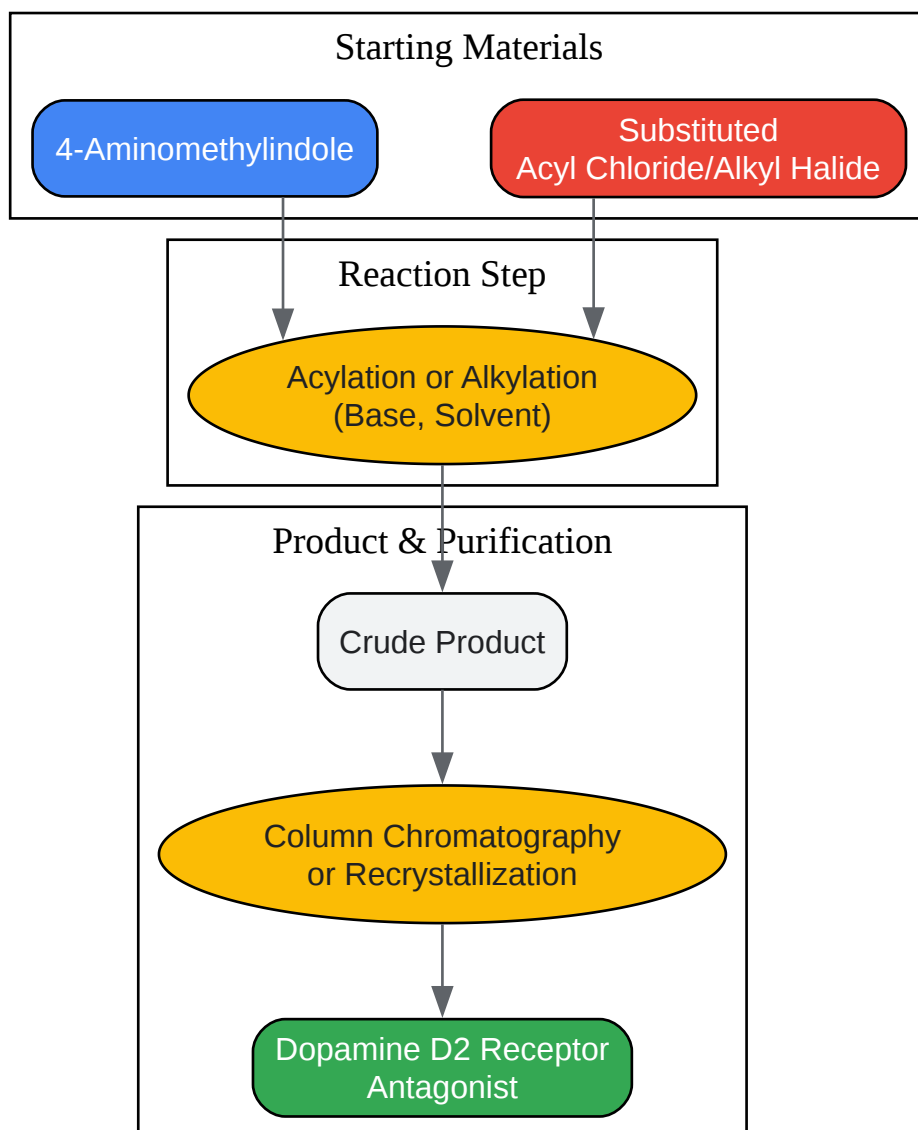 Starting Materials
4-Aminomethylindole
Substituted
Acyl Chloride/Alkyl Halide
Reaction Step
Acylation or Alkylation
(Base, Solvent)
Product & Purification
Crude Product
Column Chromatography
or Recrystallization
Dopamine D2 Receptor
Antagonist